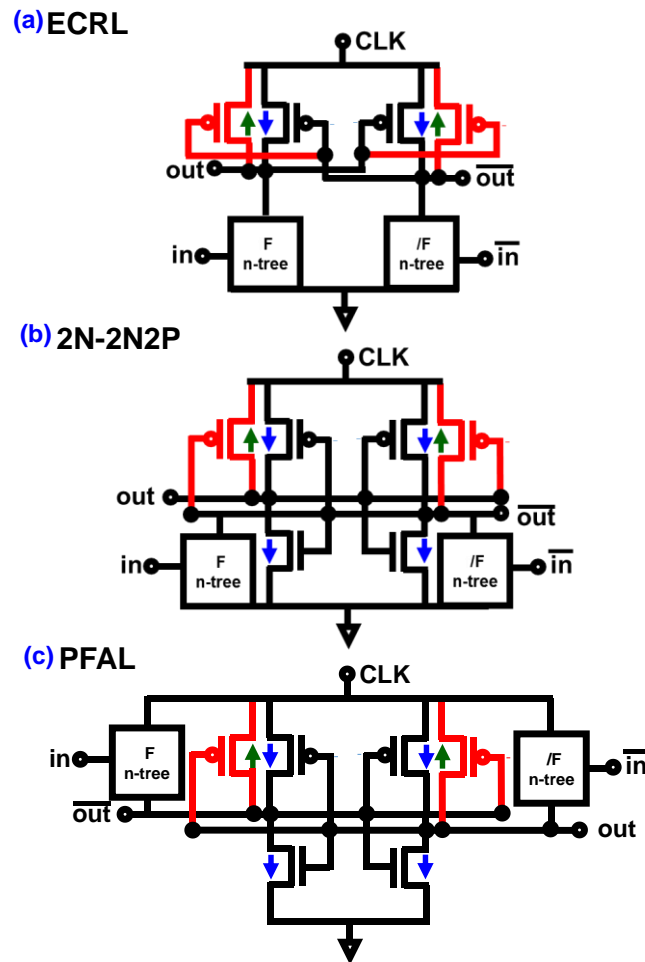 (a) ECRL
CLK
out
out
F
n-tree
/F
n-tree
in
in
(b) 2N-2N2P
CLK
out
out
F
n-tree
/F
n-tree
in
in
(c) PFAL
CLK
in
F
n-tree
/F
n-tree
in
out
out